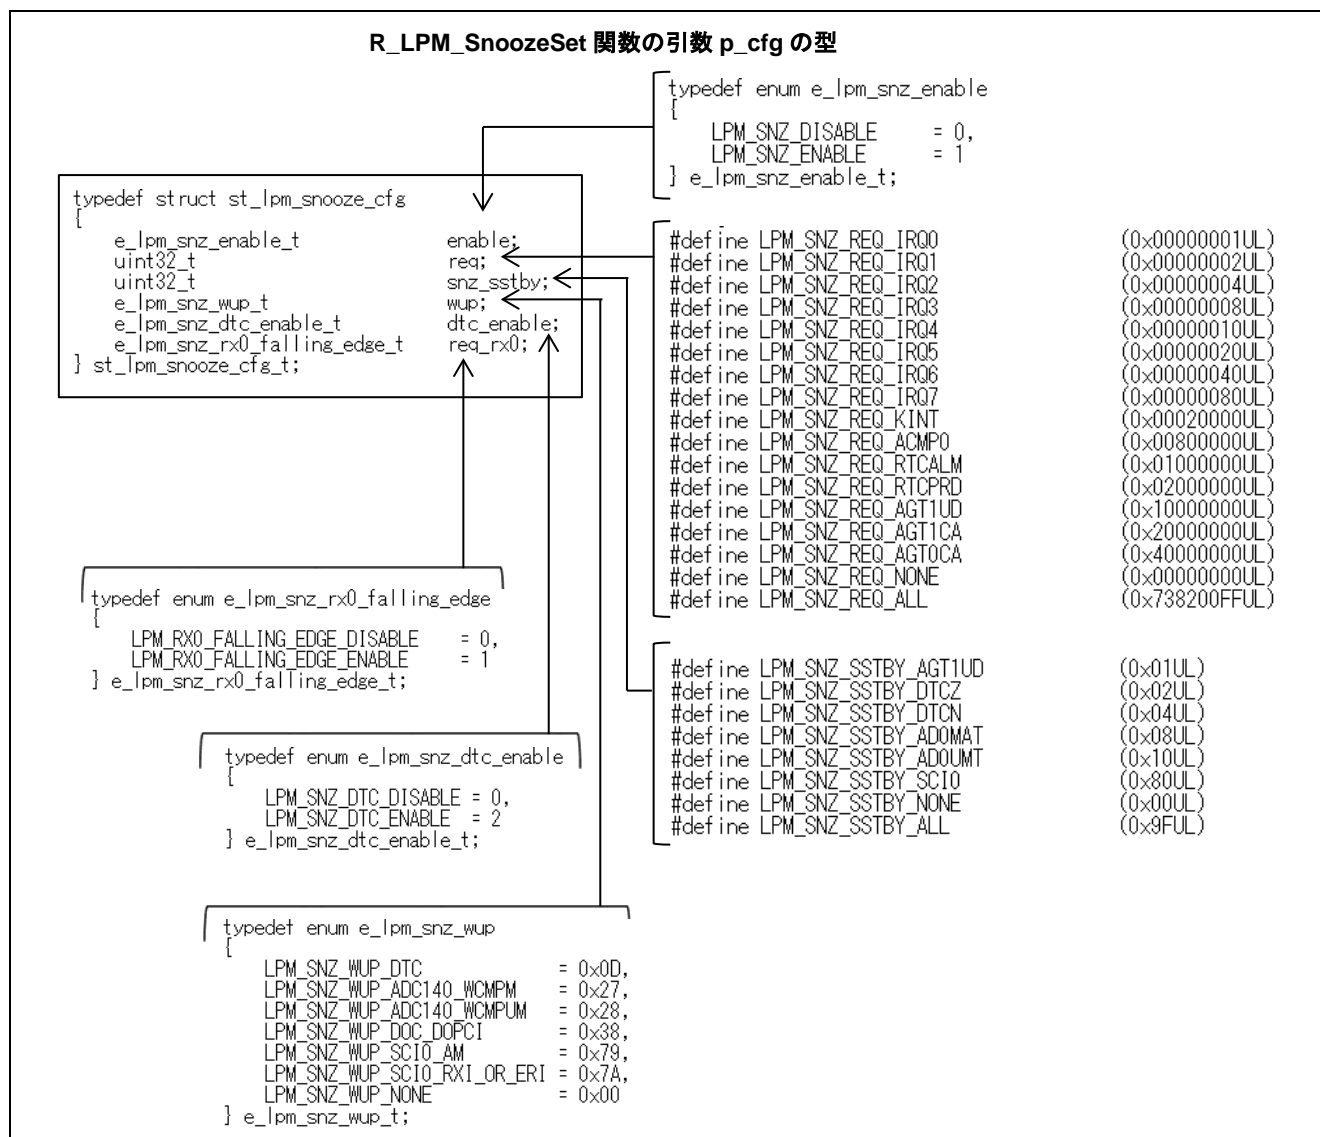 R_LPM_SnoozeSet 関数の引数 p_cfg の型
typedef enum e_lpm_snz_enable
{
LPM_SNZ_DISABLE = 0,
LPM_SNZ_ENABLE = 1
} e_lpm_snz_enable_t;
typedef struct st_lpm_snooze_cfg
{
e_lpm_snz_enable_t enable;
uint32_t req;
uint32_t snz_sstby;
e_lpm_snz_wup_t wup;
e_lpm_snz_dtc_enable_t dtc_enable;
e_lpm_snz_rx0_falling_edge_t req_rx0;
} st_lpm_snooze_cfg_t;
#define LPM_SNZ_REQ_IRQ0 (0x00000001UL)
#define LPM_SNZ_REQ_IRQ1 (0x00000002UL)
#define LPM_SNZ_REQ_IRQ2 (0x00000004UL)
#define LPM_SNZ_REQ_IRQ3 (0x00000008UL)
#define LPM_SNZ_REQ_IRQ4 (0x00000010UL)
#define LPM_SNZ_REQ_IRQ5 (0x00000020UL)
#define LPM_SNZ_REQ_IRQ6 (0x00000040UL)
#define LPM_SNZ_REQ_IRQ7 (0x00000080UL)
#define LPM_SNZ_REQ_KINT (0x00020000UL)
#define LPM_SNZ_REQ_ACMP0 (0x00800000UL)
#define LPM_SNZ_REQ_RTCALM (0x01000000UL)
#define LPM_SNZ_REQ_RTCPRD (0x02000000UL)
#define LPM_SNZ_REQ_AGT1UD (0x10000000UL)
#define LPM_SNZ_REQ_AGT1CA (0x20000000UL)
#define LPM_SNZ_REQ_AGT0CA (0x40000000UL)
#define LPM_SNZ_REQ_NONE (0x00000000UL)
#define LPM_SNZ_REQ_ALL (0x738200FFUL)
typedef enum e_lpm_snz_rx0_falling_edge
{
LPM_RX0_FALLING_EDGE_DISABLE = 0,
LPM_RX0_FALLING_EDGE_ENABLE = 1
} e_lpm_snz_rx0_falling_edge_t;
#define LPM_SNZ_SSTBY_AGT1UD (0x01UL)
#define LPM_SNZ_SSTBY_DTCZ (0x02UL)
#define LPM_SNZ_SSTBY_DTCN (0x04UL)
#define LPM_SNZ_SSTBY_AD0MAT (0x08UL)
#define LPM_SNZ_SSTBY_AD0UMT (0x10UL)
#define LPM_SNZ_SSTBY_SCI0 (0x80UL)
#define LPM_SNZ_SSTBY_NONE (0x00UL)
#define LPM_SNZ_SSTBY_ALL (0x9FUL)
typedef enum e_lpm_snz_dtc_enable
{
LPM_SNZ_DTC_DISABLE = 0,
LPM_SNZ_DTC_ENABLE = 2
} e_lpm_snz_dtc_enable_t;
typedef enum e_lpm_snz_wup
{
LPM_SNZ_WUP_DTC = 0x0D,
LPM_SNZ_WUP_ADC140_WCMPM = 0x27,
LPM_SNZ_WUP_ADC140_WCMPUM = 0x28,
LPM_SNZ_WUP_DOC_DOPCI = 0x38,
LPM_SNZ_WUP_SCI0_AM = 0x79,
LPM_SNZ_WUP_SCI0_RXI_OR_ERI = 0x7A,
LPM_SNZ_WUP_NONE = 0x00
} e_lpm_snz_wup_t;